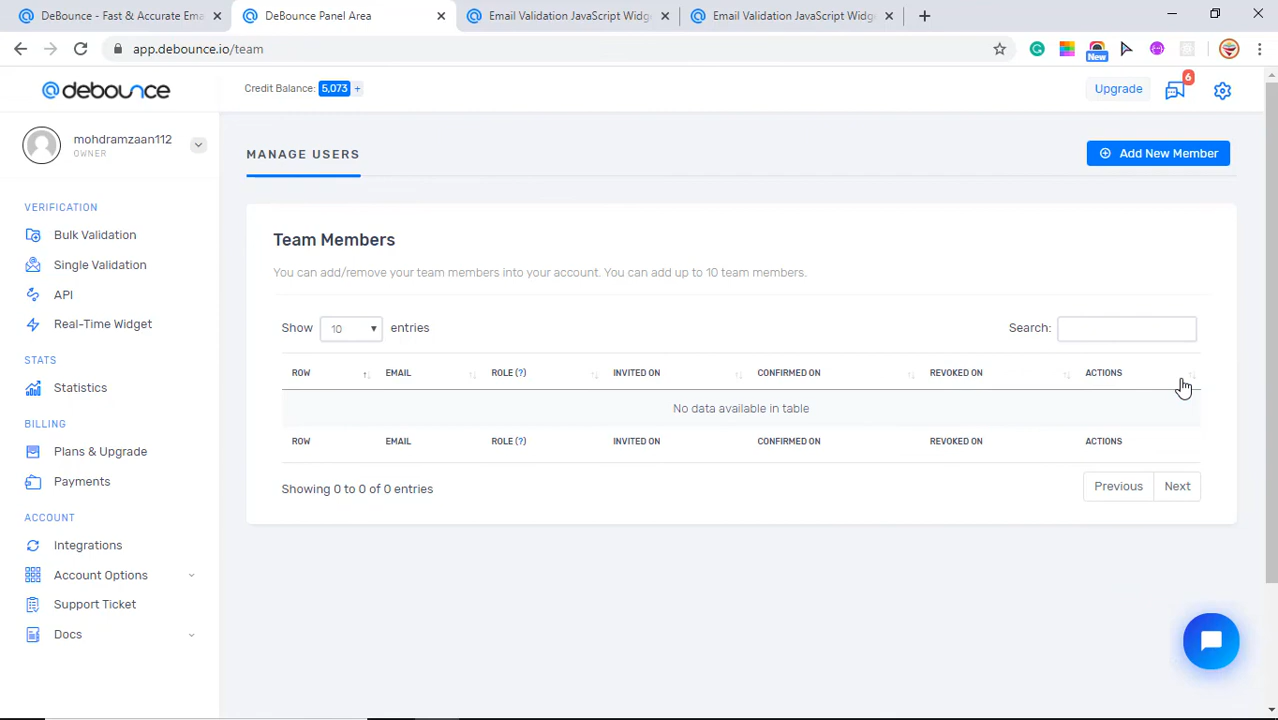 DeBounce - Fast & Accurate Ema
DeBounce Panel Area
Email Validation JavaScript Widg
Email Validation JavaScript Widg
app.debounce.io/team
New
debounce
Credit Balance: 5,073 +
Upgrade
6
mohdramzaan112
OWNER
MANAGE USERS
Add New Member
VERIFICATION
Bulk Validation
Single Validation
API
Real-Time Widget
STATS
Statistics
BILLING
Plans & Upgrade
Payments
ACCOUNT
Integrations
Account Options
Support Ticket
Docs
Team Members
You can add/remove your team members into your account. You can add up to 10 team members.
Show 10 entries
Search:
ROW EMAIL ROLE (?) INVITED ON CONFIRMED ON REVOKED ON ACTIONS
No data available in table
ROW EMAIL ROLE (?) INVITED ON CONFIRMED ON REVOKED ON ACTIONS
Showing 0 to 0 of 0 entries
Previous Next